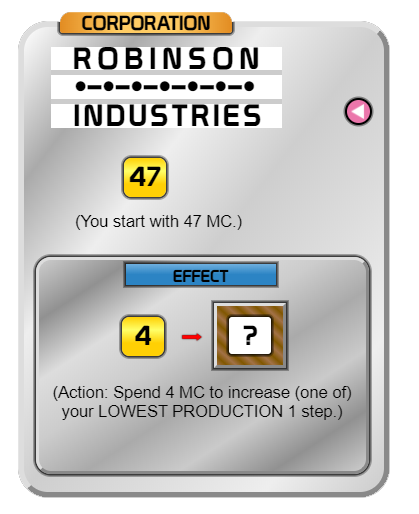 CORPORATION
ROBINSON
INDUSTRIES
47
(You start with 47 MC.)
EFFECT
4 → ?
(Action: Spend 4 MC to increase (one of)
your LOWEST PRODUCTION 1 step.)